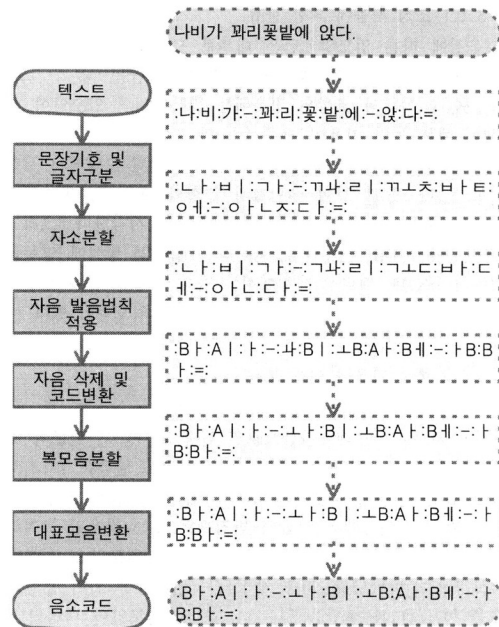 나비가 꽈리꽃밭에 앉다.
텍스트
:나:비:가:–:꽈:리:꽃:밭:에:–:앉:다:=:
문장기호 및
글자구분
:ㄴㅏ:ㅂㅣ:ㄱㅏ:–:ㄲㅘ:ㄹㅣ:ㄲㅗㅊ:ㅂㅏㅌ:
ㅇㅔ:–:ㅇㅏㄴㅈ:ㄷㅏ:=:
자소분할
:ㄴㅏ:ㅂㅣ:ㄱㅏ:–:ㄱㅘ:ㄹㅣ:ㄱㅗㄷ:ㅂㅏ:ㄷ
ㅔ:–:ㅇㅏㄴ:ㄷㅏ:=:
자음 발음법칙
적용
:Bㅏ:Aㅣ:ㅏ:–:ㅘ:Bㅣ:ㅗB:Aㅏ:Bㅔ:–:ㅏB:B
ㅏ:=:
자음 삭제 및
코드변환
:Bㅏ:Aㅣ:ㅏ:–:ㅗㅏ:Bㅣ:ㅗB:Aㅏ:Bㅔ:–:ㅏ
B:Bㅏ:=:
복모음분할
:Bㅏ:Aㅣ:ㅏ:–:ㅗㅏ:Bㅣ:ㅗB:Aㅏ:Bㅔ:–:ㅏ
B:Bㅏ:=:
대표모음변환
:Bㅏ:Aㅣ:ㅏ:–:ㅗㅏ:Bㅣ:ㅗB:Aㅏ:Bㅔ:–:ㅏ
B:Bㅏ:=:
음소코드